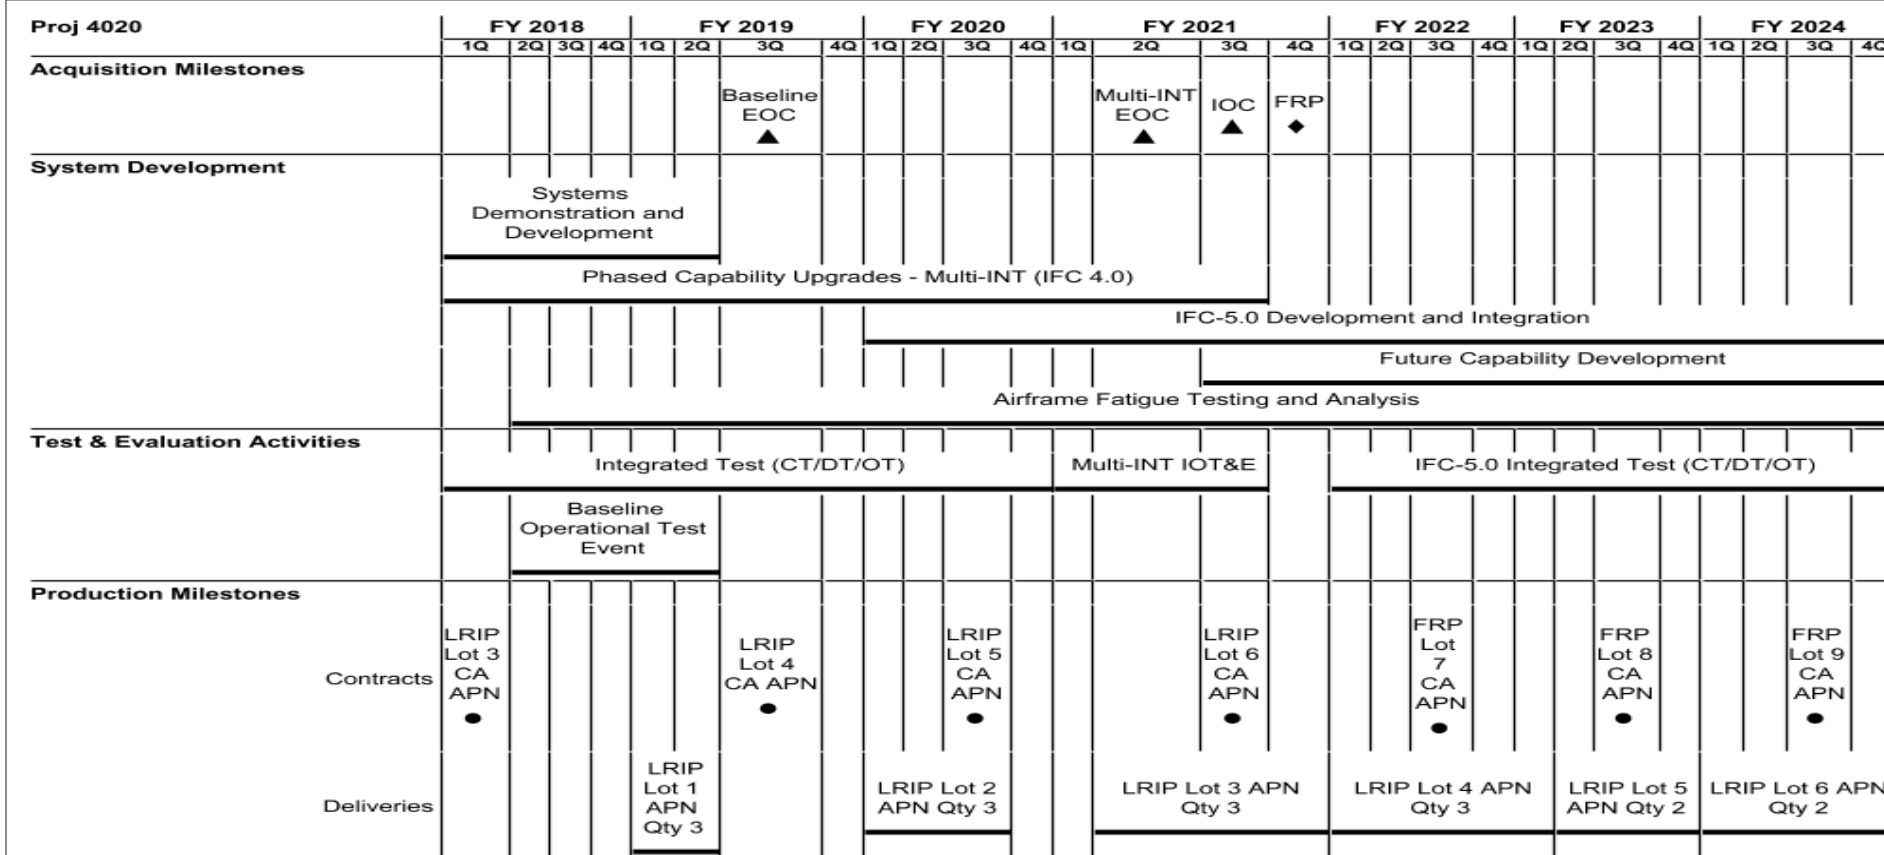 Proj 4020 FY 2018 FY 2019 FY 2020 FY 2021 FY 2022 FY 2023 FY 2024
1Q 2Q 3Q 4Q 1Q 2Q 3Q 4Q 1Q 2Q 3Q 4Q 1Q 2Q 3Q 4Q 1Q 2Q 3Q 4Q 1Q 2Q 3Q 4Q 1Q 2Q 3Q 4Q
Acquisition Milestones
Baseline
EOC
Multi-INT
EOC
IOC
FRP
System Development
Systems
Demonstration and
Development
Phased Capability Upgrades - Multi-INT (IFC 4.0)
IFC-5.0 Development and Integration
Future Capability Development
Airframe Fatigue Testing and Analysis
Test & Evaluation Activities
Integrated Test (CT/DT/OT)
Multi-INT IOT&E
IFC-5.0 Integrated Test (CT/DT/OT)
Baseline
Operational Test
Event
Production Milestones
Contracts
LRIP
Lot 3
CA
APN
LRIP
Lot 4
CA APN
LRIP
Lot 5
CA
APN
LRIP
Lot 6
CA
APN
FRP
Lot
7
CA
APN
FRP
Lot 8
CA
APN
FRP
Lot 9
CA
APN
Deliveries
LRIP
Lot 1
APN
Qty 3
LRIP Lot 2
APN Qty 3
LRIP Lot 3 APN
Qty 3
LRIP Lot 4 APN
Qty 3
LRIP Lot 5
APN Qty 2
LRIP Lot 6 APN
Qty 2